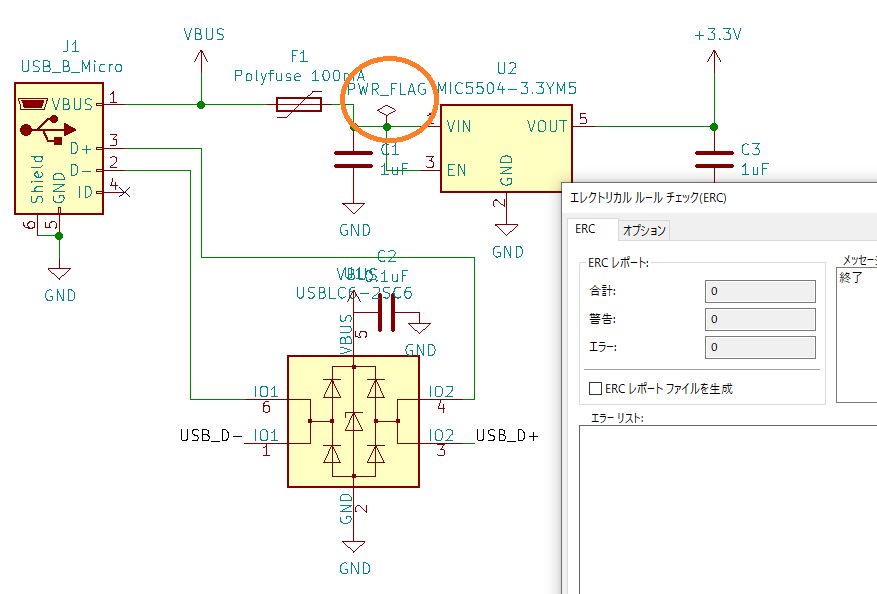 VBUS
+3.3V
J1
USB_B_Micro
F1
Polyfuse 100mA
PWR_FLAG
U2
MIC5504-3.3YM5
VBUS 1
D+ 3
D- 2
ID 4
Shield
GND
6
5
GND
C1
1uF
GND
1
VIN
VOUT
5
3
EN
GND
2
GND
C3
1uF
C2
0.1uF
VBUS
U1
USBLC6-2SC6
VBUS
5
GND
IO1
6
IO2
4
USB_D-
IO1
1
IO2
3
USB_D+
GND
2
GND
エレクトリカル ルール チェック(ERC)
ERC
オプション
ERC レポート:
合計:
0
警告:
0
エラー:
0
ERC レポート ファイルを生成
エラー リスト:
メッセー
終了